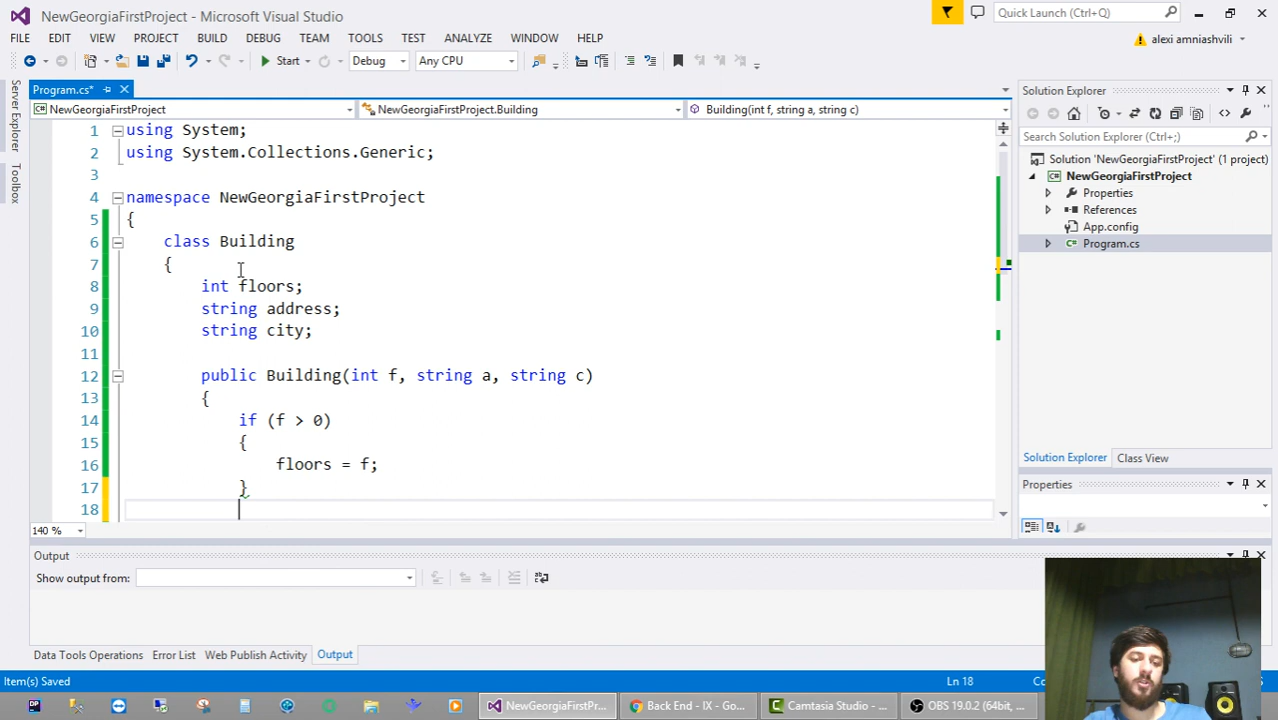 NewGeorgiaFirstProject - Microsoft Visual Studio
Quick Launch (Ctrl+Q)
FILE EDIT VIEW PROJECT BUILD DEBUG TEAM TOOLS TEST ANALYZE WINDOW HELP
alexi amniashvili
Start Debug Any CPU
Server Explorer
Toolbox
Program.cs*
NewGeorgiaFirstProject NewGeorgiaFirstProject.Building Building(int f, string a, string c)
1 using System;
2 using System.Collections.Generic;
3
4 namespace NewGeorgiaFirstProject
5 {
6 class Building
7 {
8 int floors;
9 string address;
10 string city;
11
12 public Building(int f, string a, string c)
13 {
14 if (f > 0)
15 {
16 floors = f;
17 }
18
140 %
Solution Explorer
Search Solution Explorer (Ctrl+;)
Solution 'NewGeorgiaFirstProject' (1 project)
NewGeorgiaFirstProject
Properties
References
App.config
Program.cs
Solution Explorer Class View
Properties
Output
Show output from:
Data Tools Operations Error List Web Publish Activity Output
Item(s) Saved
Ln 18
NewGeorgiaFirstPr...
Back End - IX - Go...
Camtasia Studio - ...
OBS 19.0.2 (64bit, ...